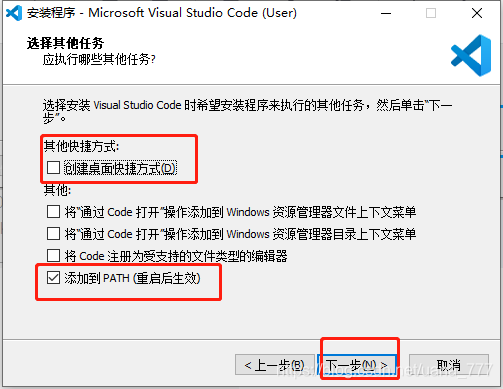 安装程序 - Microsoft Visual Studio Code (User)
选择其他任务
应执行哪些其他任务?
选择安装 Visual Studio Code 时希望安装程序来执行的其他任务，然后单击“下一
步”。
其他快捷方式:
创建桌面快捷方式(D)
其他:
将“通过 Code 打开”操作添加到 Windows 资源管理器文件上下文菜单
将“通过 Code 打开”操作添加到 Windows 资源管理器目录上下文菜单
将 Code 注册为受支持的文件类型的编辑器
添加到 PATH (重启后生效)
< 上一步(B)
下一步(N) >
取消